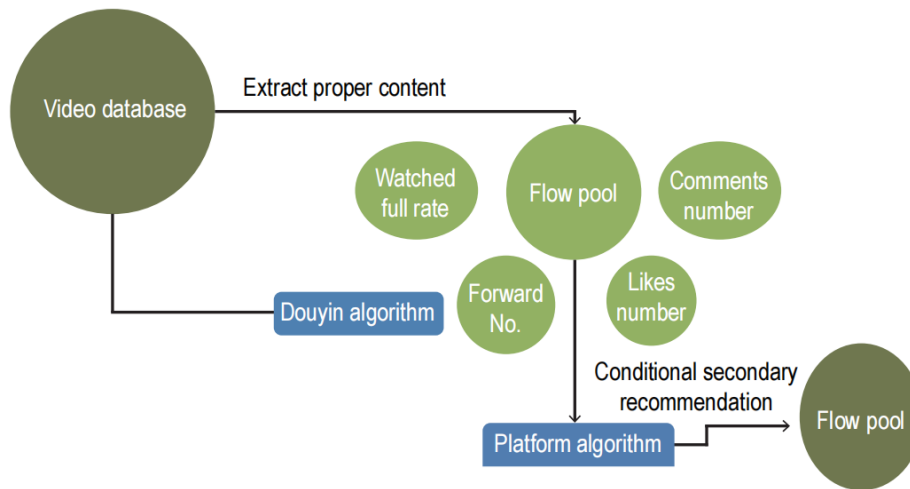 Video database
Extract proper content
Watched
full rate
Flow pool
Comments
number
Douyin algorithm
Forward
No.
Likes
number
Conditional secondary
recommendation
Platform algorithm
Flow pool